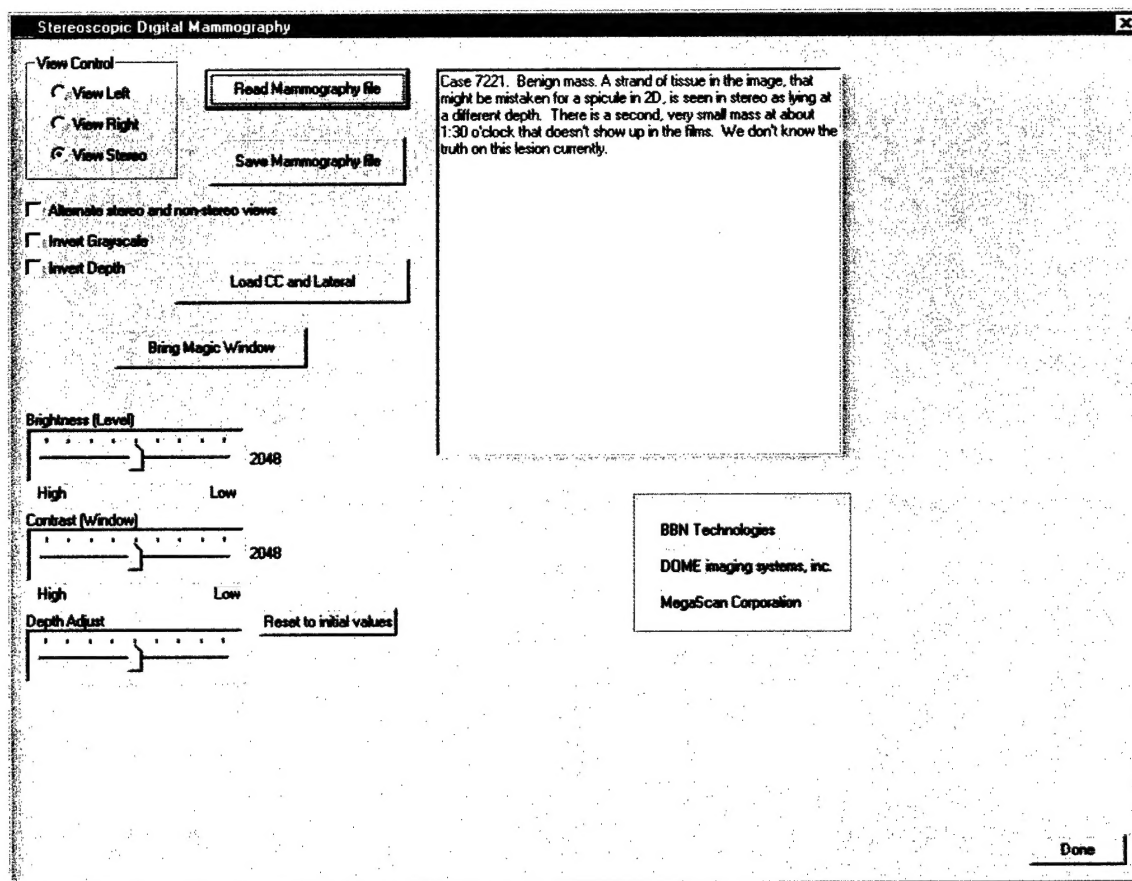 Stereoscopic Digital Mammography
View Control
View Left
View Right
View Stereo
Read Mammography file
Save Mammography file
Case 7221. Benign mass. A strand of tissue in the image, that
might be mistaken for a spicule in 2D, is seen in stereo as lying at
a different depth. There is a second, very small mass at about
1:30 o'clock that doesn't show up in the films. We don't know the
truth on this lesion currently.
Alternate stereo and non-stereo views
Invert Grayscale
Invert Depth
Load CC and Lateral
Bring Magic Window
Brightness (Level)
2048
High Low
Contrast (Window)
2048
High Low
Depth Adjust
Reset to initial values
BBN Technologies
DOME imaging systems, inc.
MegaScan Corporation
Done